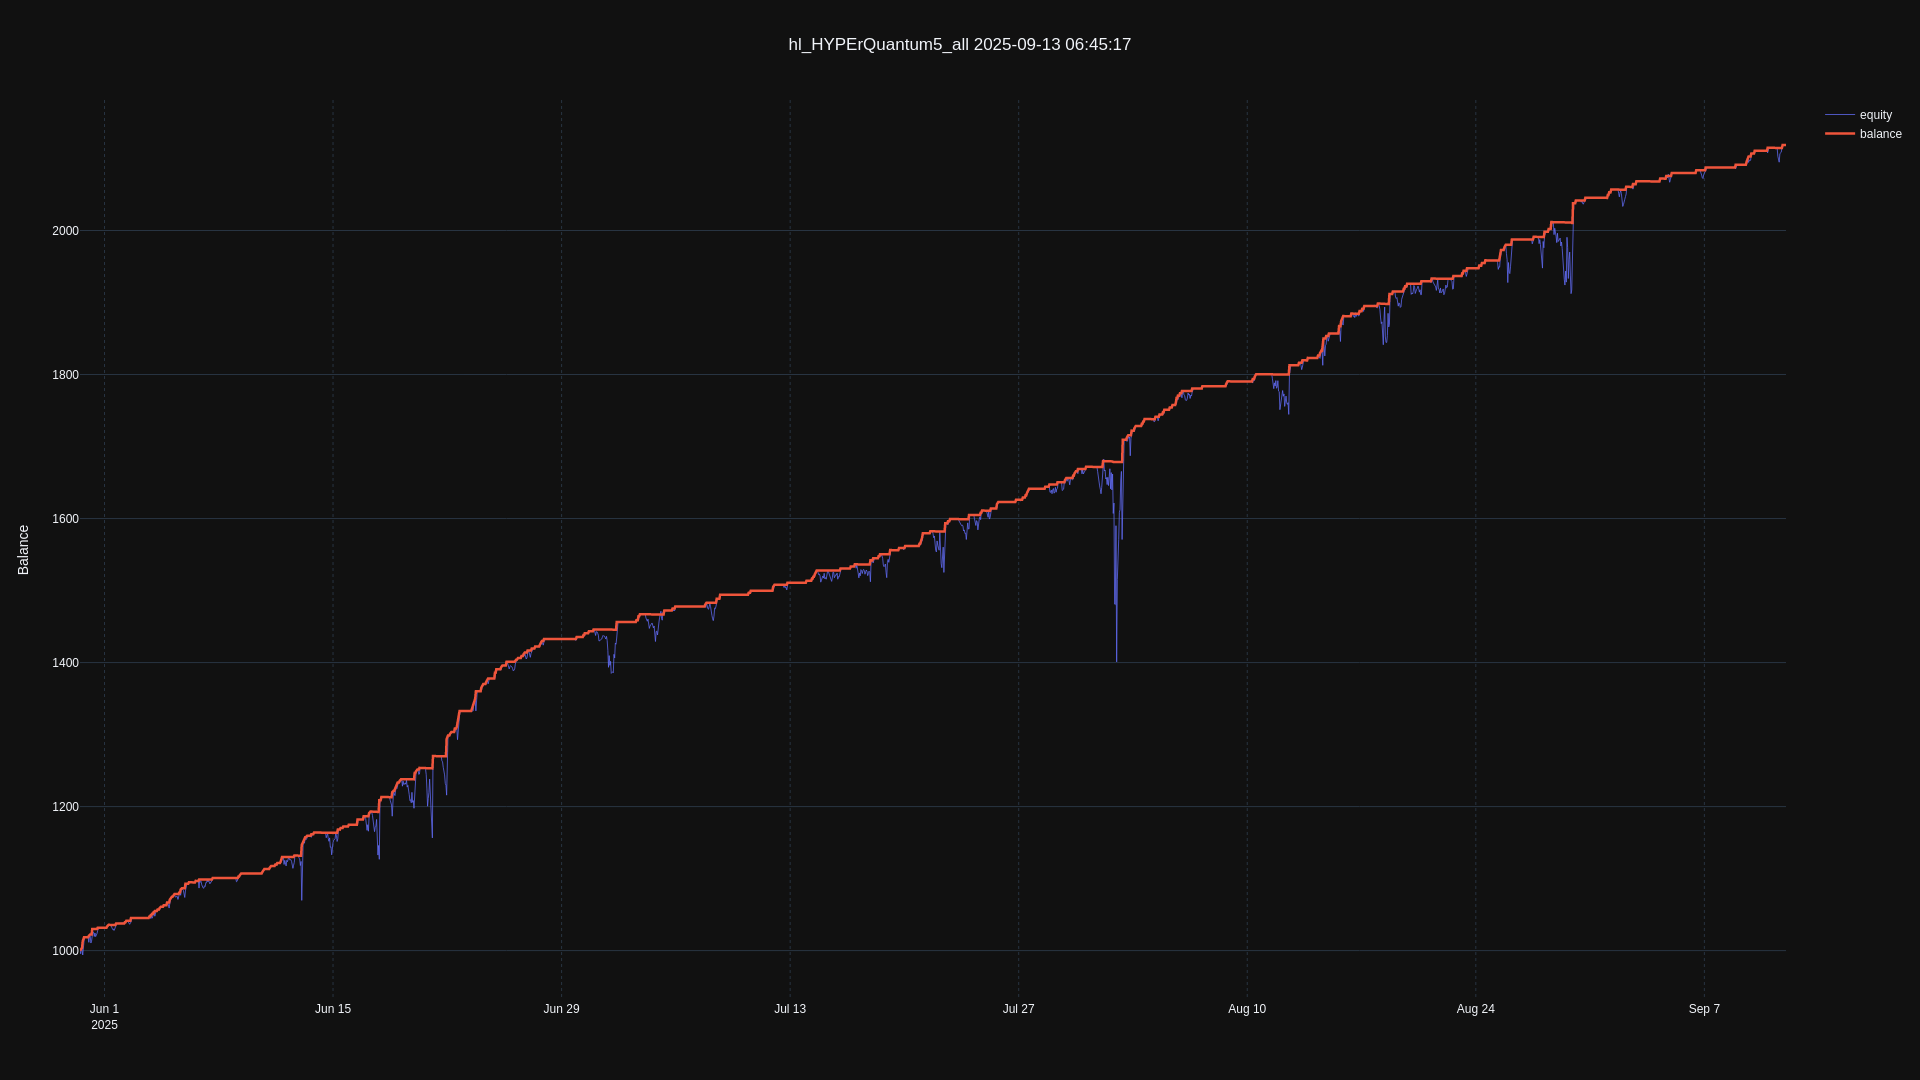 hl_HYPErQuantum5_all 2025-09-13 06:45:17
equity
balance
Balance
2000
1800
1600
1400
1200
1000
Jun 1
2025
Jun 15
Jun 29
Jul 13
Jul 27
Aug 10
Aug 24
Sep 7